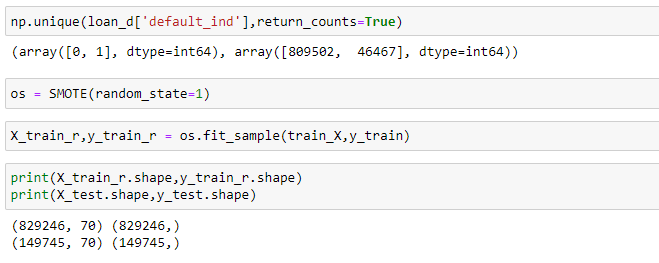 np.unique(loan_d['default_ind'],return_counts=True)
(array([0, 1], dtype=int64), array([809502,  46467], dtype=int64))
os = SMOTE(random_state=1)
X_train_r,y_train_r = os.fit_sample(train_X,y_train)
print(X_train_r.shape,y_train_r.shape)
print(X_test.shape,y_test.shape)
(829246, 70) (829246,)
(149745, 70) (149745,)